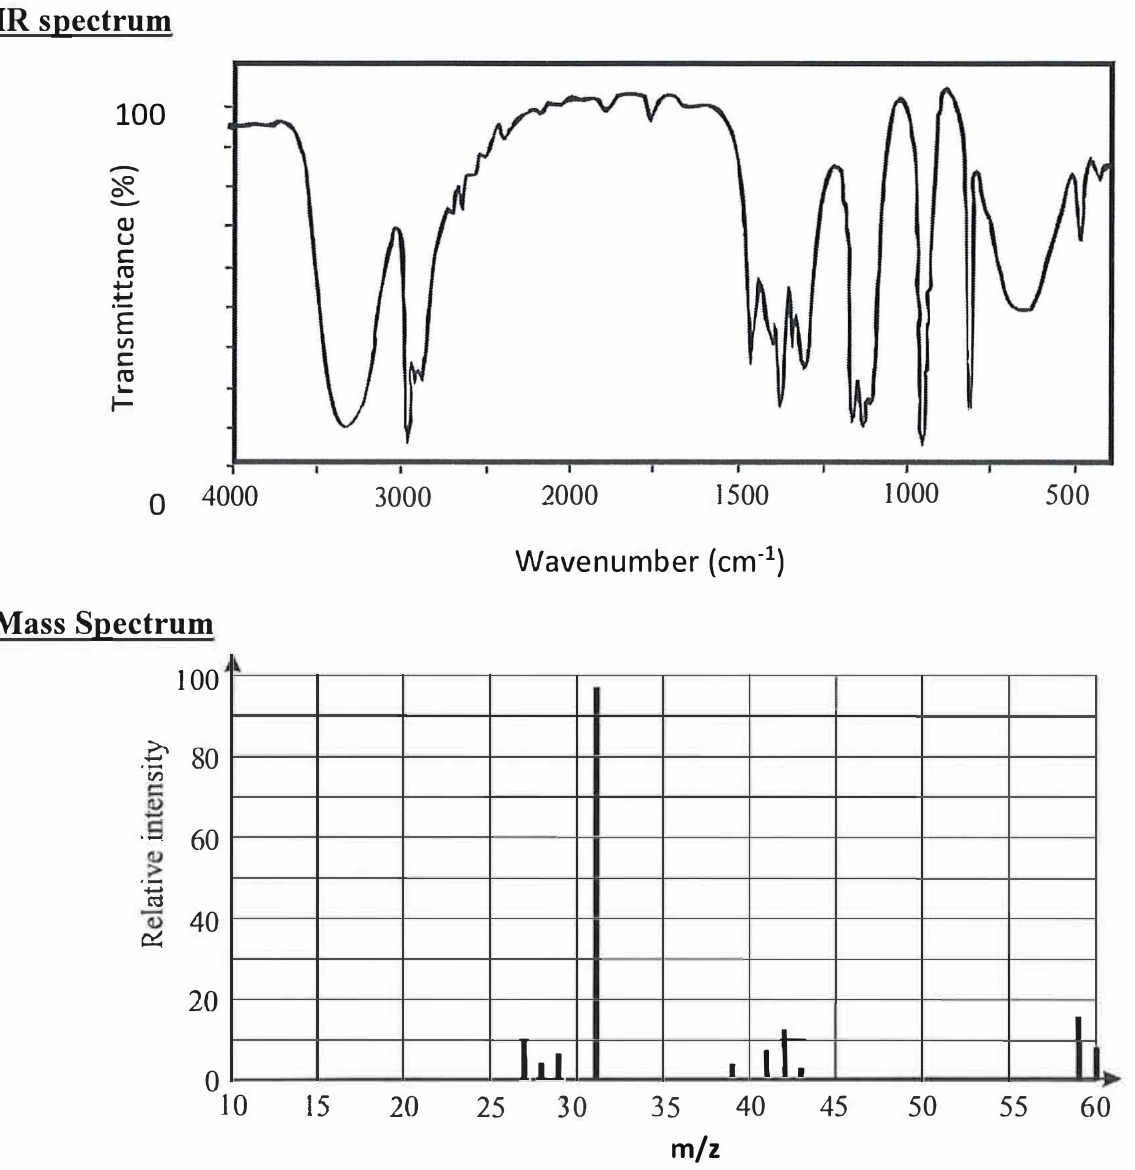 IR spectrum
100
Transmittance (%)
0
4000 3000 2000 1500 1000 500
Wavenumber (cm-1)
Mass Spectrum
100
80
60
40
20
0
Relative intensity
10 15 20 25 30 35 40 45 50 55 60
m/z